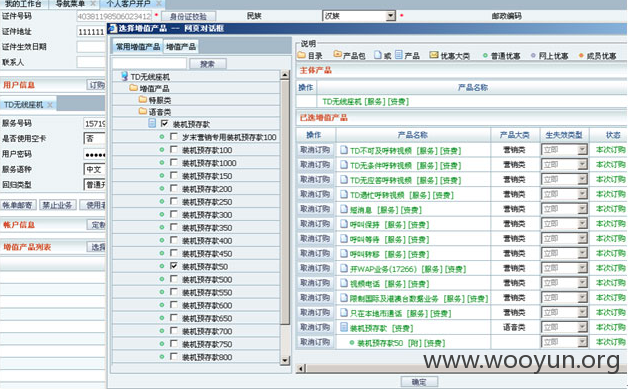 我的工作台 导航菜单 个人客户开户
证件号码 40381198506023412 * 身份证校验 民族 汉族 * 邮政编码
证件地址 111111
证件生效日期
联系人
用户信息 订购
TD无线座机
服务号码 15719
是否使用空卡 否
用户密码
服务语种 中文
回归类型 普通
帐单邮寄 禁止业务 使用
帐户信息 定制
增值产品列表 选择
选择增值产品 -- 网页对话框
常用增值产品 增值产品
搜索
TD无线座机
增值产品
特服类
语音类
装机预存款
岁末营销专用装机预存款100
装机预存款100
装机预存款1000
装机预存款150
装机预存款200
装机预存款250
装机预存款300
装机预存款350
装机预存款400
装机预存款450
装机预存款50
装机预存款500
装机预存款550
装机预存款600
装机预存款650
装机预存款700
装机预存款750
装机预存款800
说明
目录 产品包 或 产品 优惠大类 普通优惠 网上优惠 成员优惠
主体产品
操作 产品名称
TD无线座机 [服务] [资费]
已选增值产品
操作 产品名称 产品大类 生失效类型 状态
取消订购 TD不可及呼转视频 [服务] [资费] 营销类 立即 本次订购
取消订购 TD无条件呼转视频 [服务] [资费] 营销类 立即 本次订购
取消订购 TD无应答呼转视频 [服务] [资费] 营销类 立即 本次订购
取消订购 TD遇忙呼转视频 [服务] [资费] 营销类 立即 本次订购
取消订购 短消息 [服务] [资费] 营销类 立即 本次订购
取消订购 呼叫保持 [服务] [资费] 营销类 立即 本次订购
取消订购 呼叫等待 [服务] [资费] 营销类 立即 本次订购
取消订购 呼叫转移 [服务] [资费] 营销类 立即 本次订购
取消订购 开WAP业务(17266) [服务] [资费] 营销类 立即 本次订购
取消订购 视频电话 [服务] [资费] 营销类 立即 本次订购
取消订购 限制国际及港澳台数据业务 [服务] [资费] 营销类 立即 本次订购
取消订购 只在本地市通话 [服务] [资费] 营销类 立即 本次订购
取消订购 装机预存款 [资费] 语音类 立即 本次订购
取消订购 装机预存款50 [附] [资费] 立即 本次订购
确定
www.wooyun.org